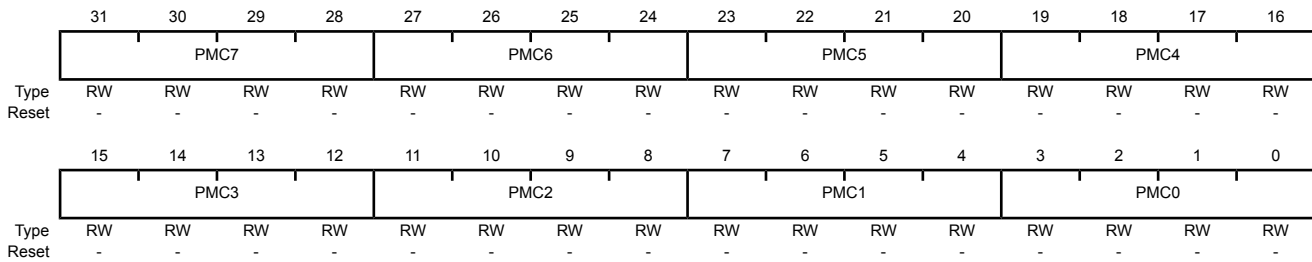 31 30 29 28 27 26 25 24 23 22 21 20 19 18 17 16
PMC7 PMC6 PMC5 PMC4
Type RW RW RW RW RW RW RW RW RW RW RW RW RW RW RW RW
Reset - - - - - - - - - - - - - - - -
15 14 13 12 11 10 9 8 7 6 5 4 3 2 1 0
PMC3 PMC2 PMC1 PMC0
Type RW RW RW RW RW RW RW RW RW RW RW RW RW RW RW RW
Reset - - - - - - - - - - - - - - - -